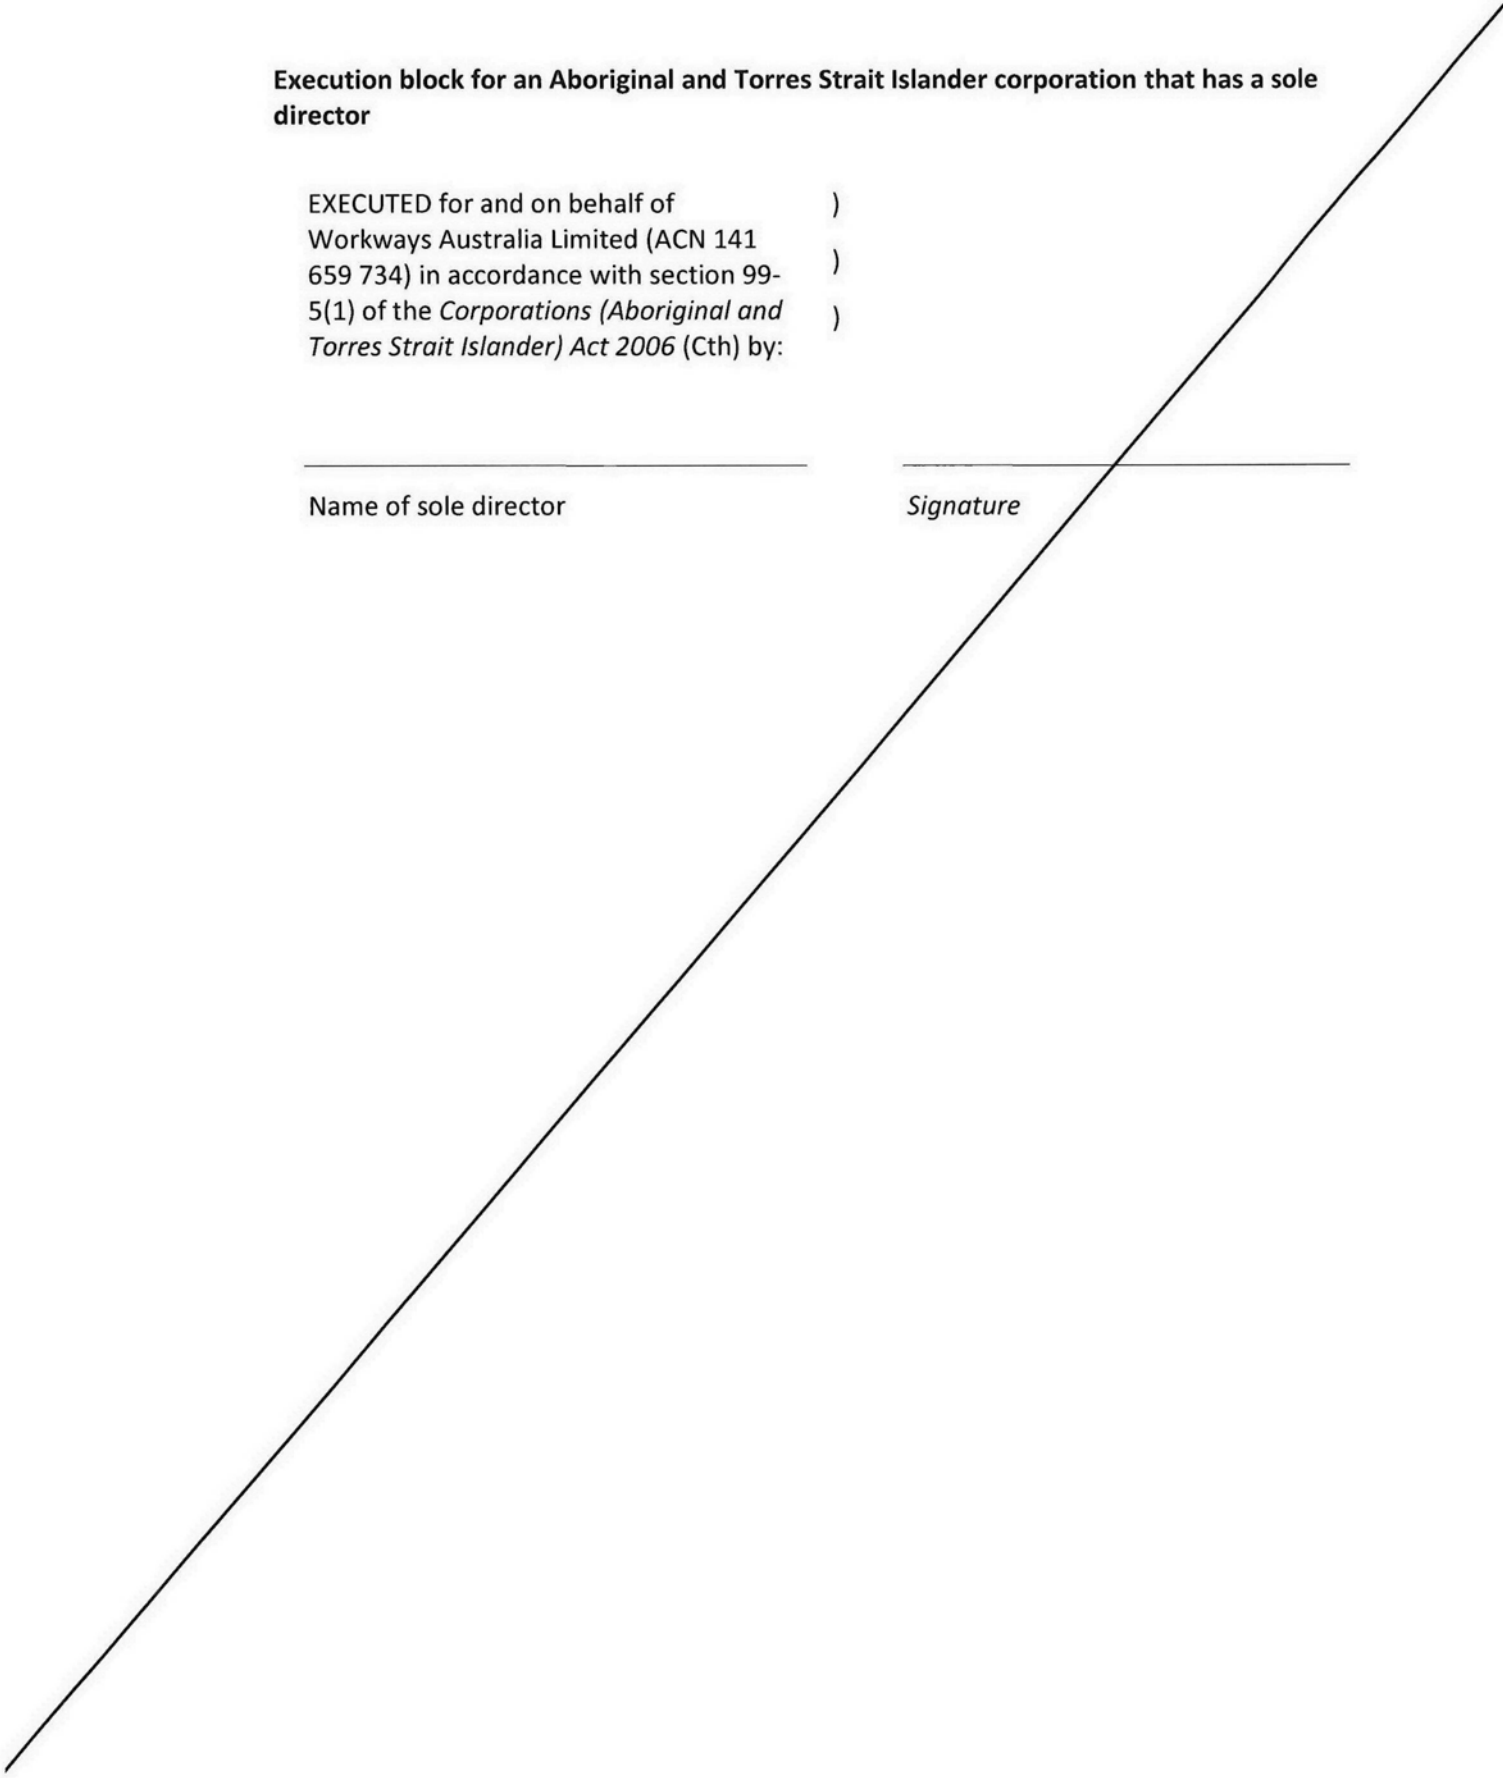 Execution block for an Aboriginal and Torres Strait Islander corporation that has a sole
director
EXECUTED for and on behalf of )
Workways Australia Limited (ACN 141
659 734) in accordance with section 99- )
5(1) of the Corporations (Aboriginal and )
Torres Strait Islander) Act 2006 (Cth) by:
Name of sole director Signature